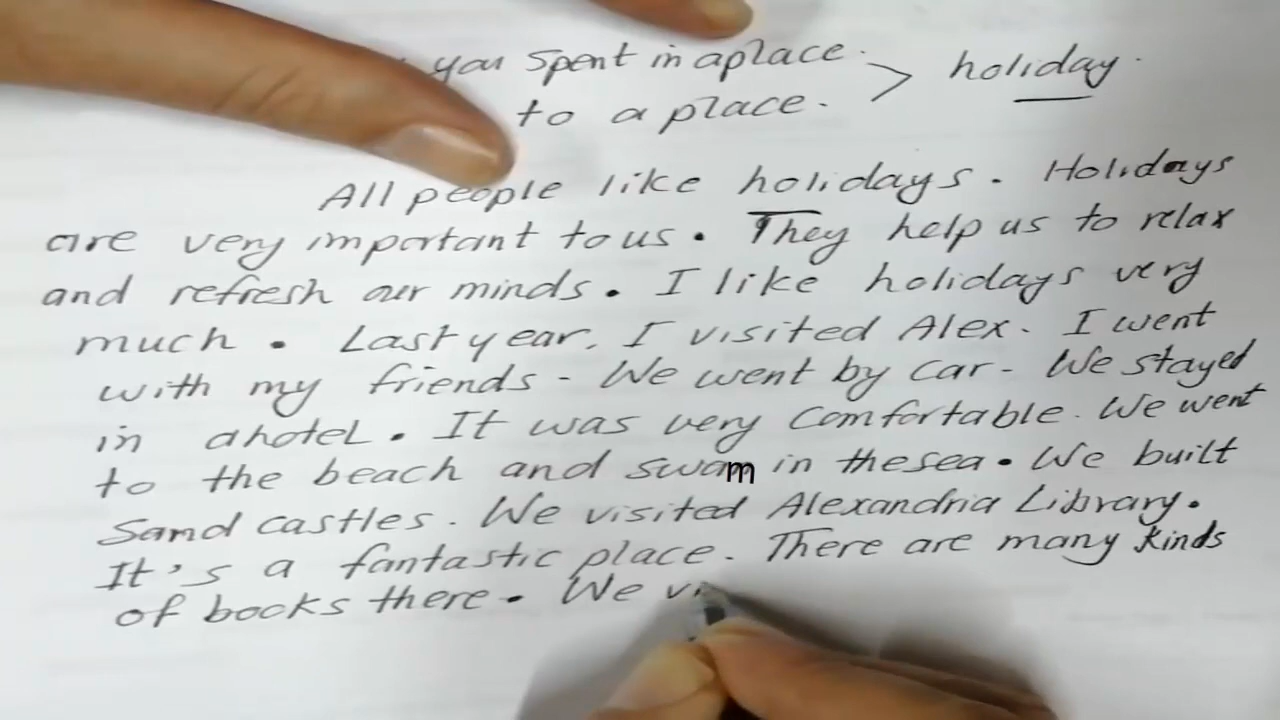 you spent in a place.
to a place. > holiday.
All people like holidays. Holidays
are very important to us. They help us to relax
and refresh our minds. I like holidays very
much. Last year, I visited Alex. I went
with my friends - We went by car - We stayed
in a hotel. It was very comfortable. We went
to the beach and swam in the sea. We built
Sand castles. We visited Alexandria Library.
It's a fantastic place. There are many kinds
of books there. We